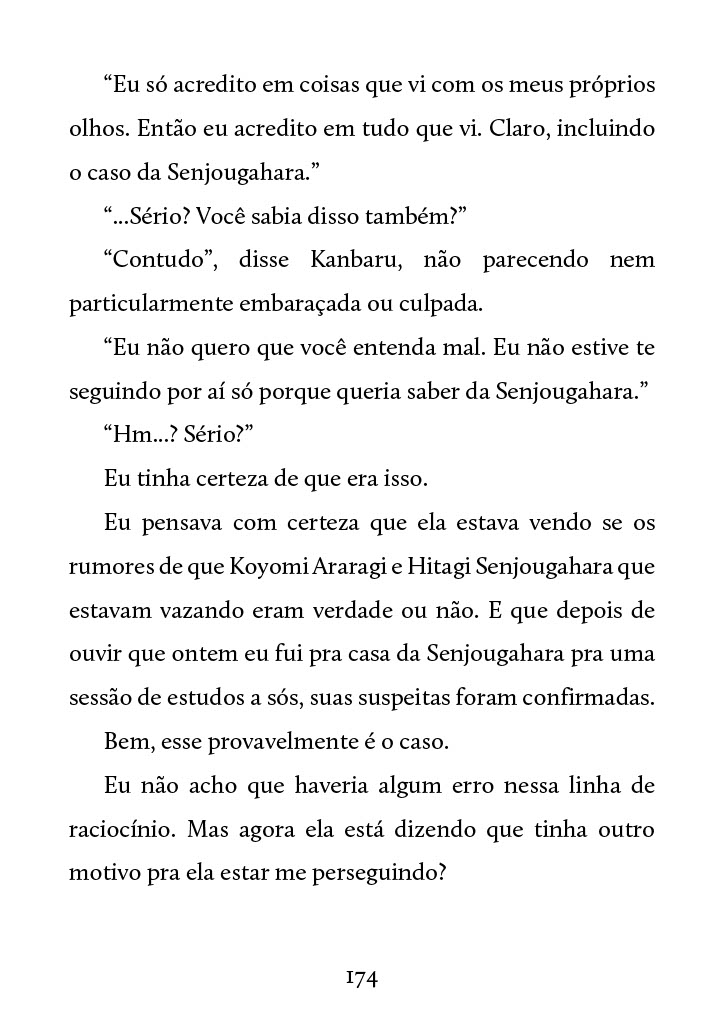 “Eu só acredito em coisas que vi com os meus próprios
olhos. Então eu acredito em tudo que vi. Claro, incluindo
o caso da Senjougahara.”
“...Sério? Você sabia disso também?”
“Contudo”, disse Kanbaru, não parecendo nem
particularmente embaraçada ou culpada.
“Eu não quero que você entenda mal. Eu não estive te
seguindo por aí só porque queria saber da Senjougahara.”
“Hm...? Sério?”
Eu tinha certeza de que era isso.
Eu pensava com certeza que ela estava vendo se os
rumores de que Koyomi Araragi e Hitagi Senjougahara que
estavam vazando eram verdade ou não. E que depois de
ouvir que ontem eu fui pra casa da Senjougahara pra uma
sessão de estudos a sós, suas suspeitas foram confirmadas.
Bem, esse provavelmente é o caso.
Eu não acho que haveria algum erro nessa linha de
raciocínio. Mas agora ela está dizendo que tinha outro
motivo pra ela estar me perseguindo?
174